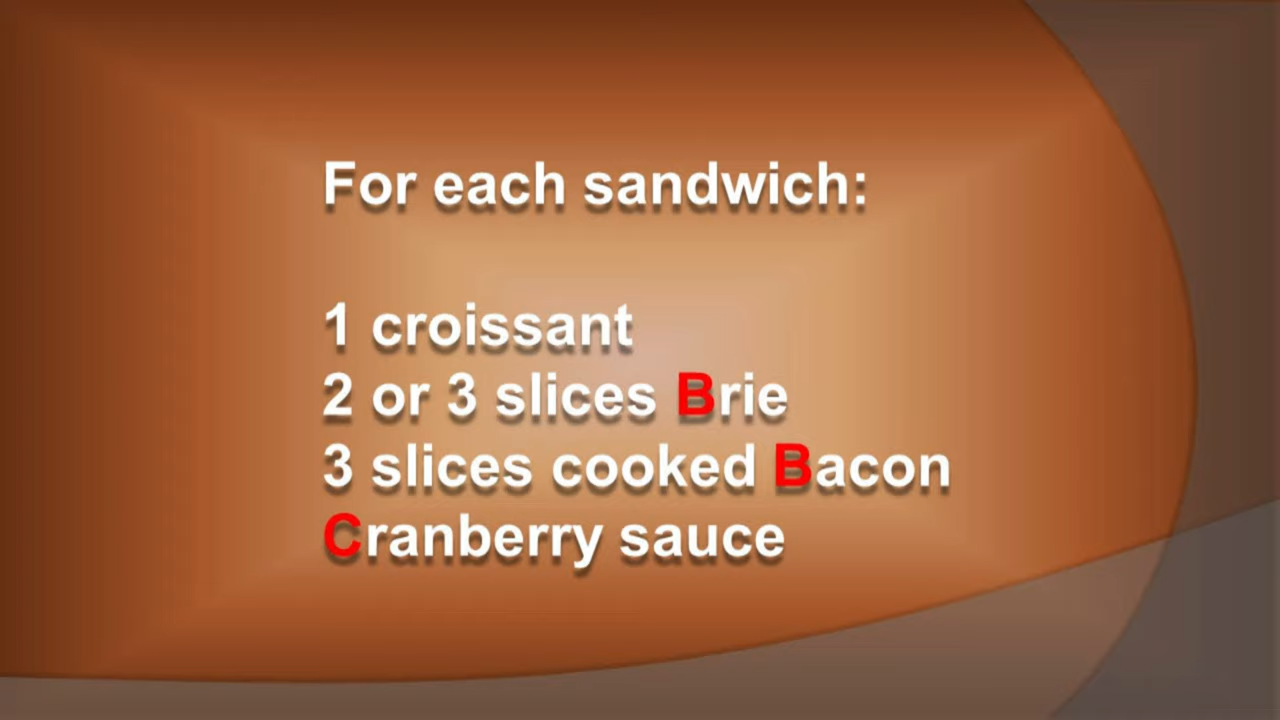 For each sandwich:
1 croissant
2 or 3 slices Brie
3 slices cooked Bacon
Cranberry sauce